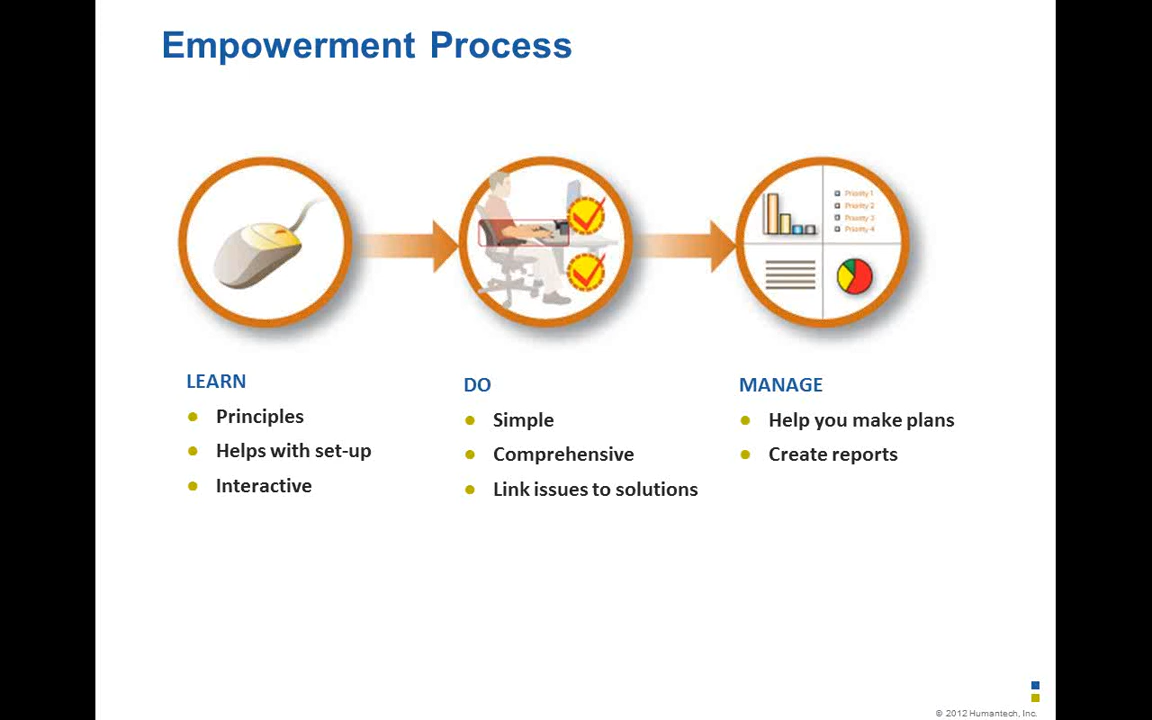 Empowerment Process
Priority 1
Priority 2
Priority 3
Priority 4
LEARN
Principles
Helps with set-up
Interactive
DO
Simple
Comprehensive
Link issues to solutions
MANAGE
Help you make plans
Create reports
© 2012 Humantech, Inc.